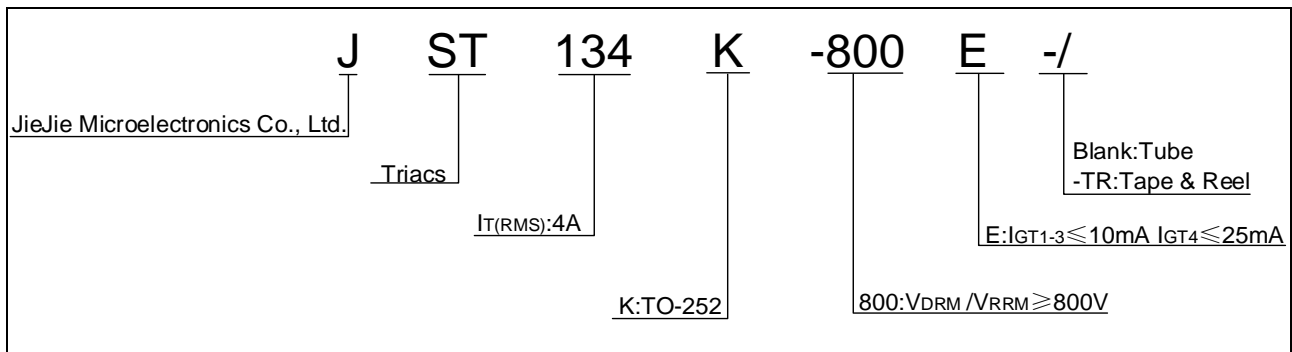 J ST 134 K -800 E -/
JieJie Microelectronics Co., Ltd.
Triacs
IT(RMS):4A
K:TO-252
800:VDRM /VRRM≥800V
E:IGT1-3≤10mA IGT4≤25mA
Blank:Tube
-TR:Tape & Reel